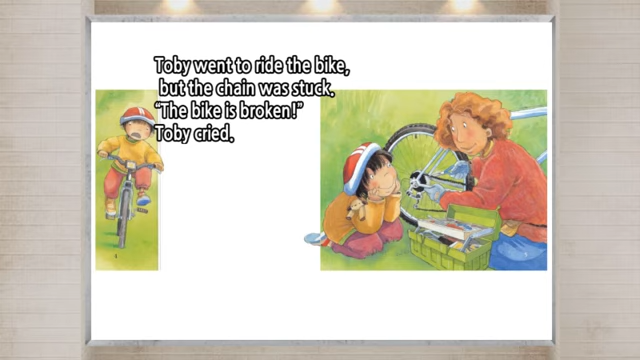 Toby went to ride the bike,
but the chain was stuck.
“The bike is broken!”
Toby cried.